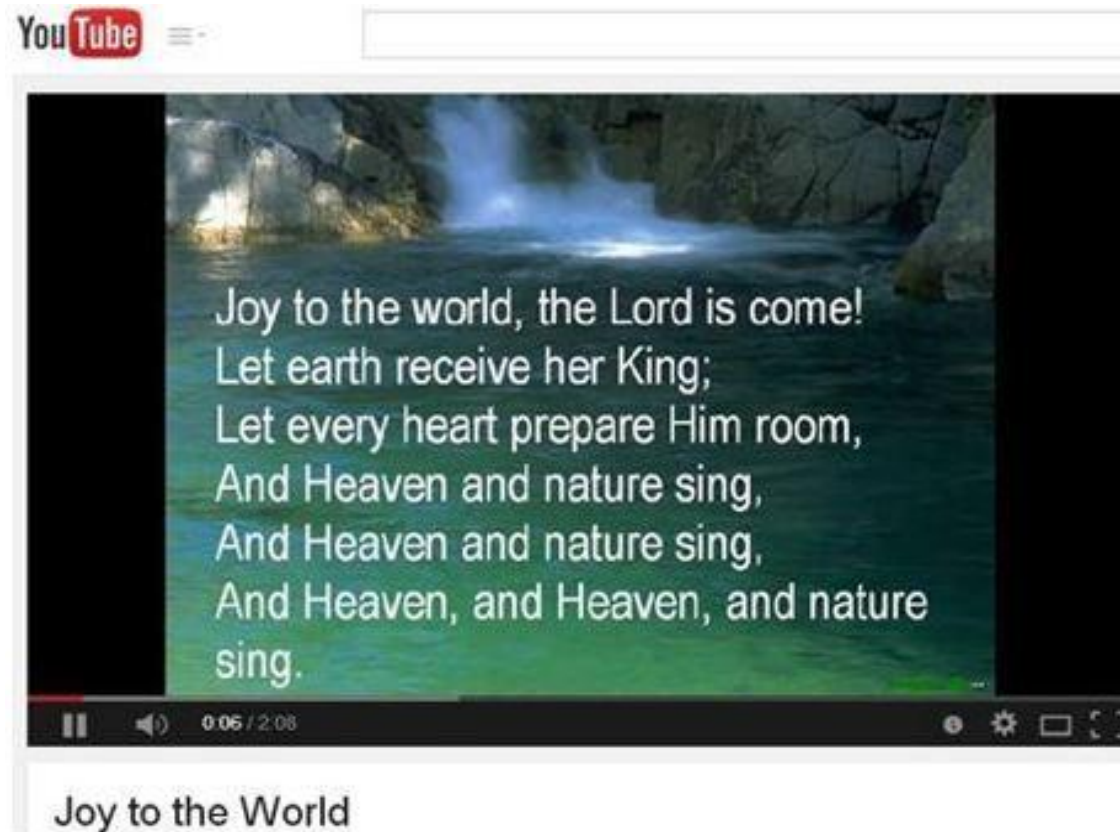 YouTube
Joy to the world, the Lord is come!
Let earth receive her King;
Let every heart prepare Him room,
And Heaven and nature sing,
And Heaven and nature sing,
And Heaven, and Heaven, and nature
sing.
0:06 / 2:08
Joy to the World